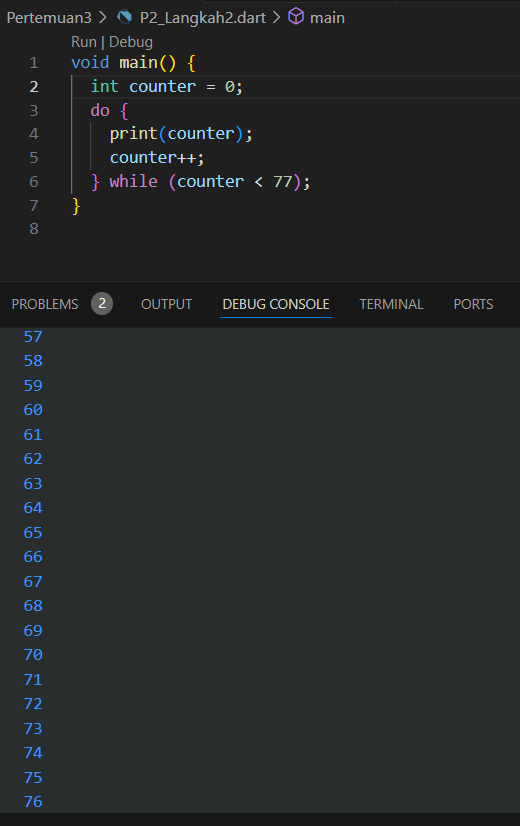 Pertemuan3 > P2_Langkah2.dart > main
Run | Debug
1 void main() {
2 int counter = 0;
3 do {
4 print(counter);
5 counter++;
6 } while (counter < 77);
7 }
8
PROBLEMS 2 OUTPUT DEBUG CONSOLE TERMINAL PORTS
57
58
59
60
61
62
63
64
65
66
67
68
69
70
71
72
73
74
75
76